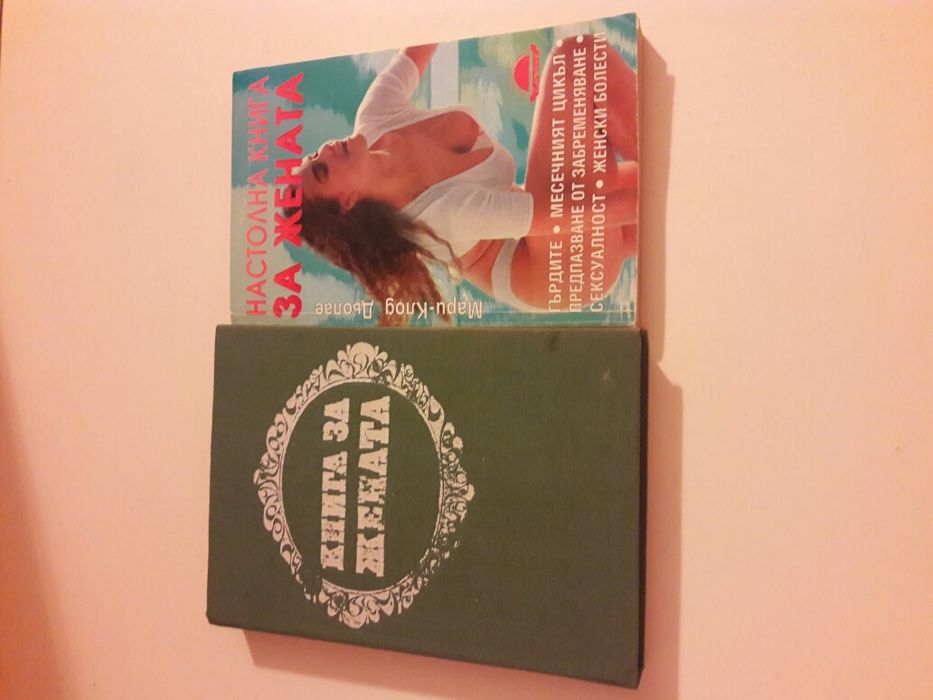 НАСТОЛНА КНИГА
ЗА ЖЕНАТА
Мари-Клод
Дьолае
ГЪРДИТЕ • МЕСЕЧНИЯТ ЦИКЪЛ •
ПРЕДПАЗВАНЕ ОТ ЗАБРЕМЕНЯВАНЕ •
СЕКСУАЛНОСТ • ЖЕНСКИ БОЛЕСТИ
КНИГА ЗА
ЖЕНАТА